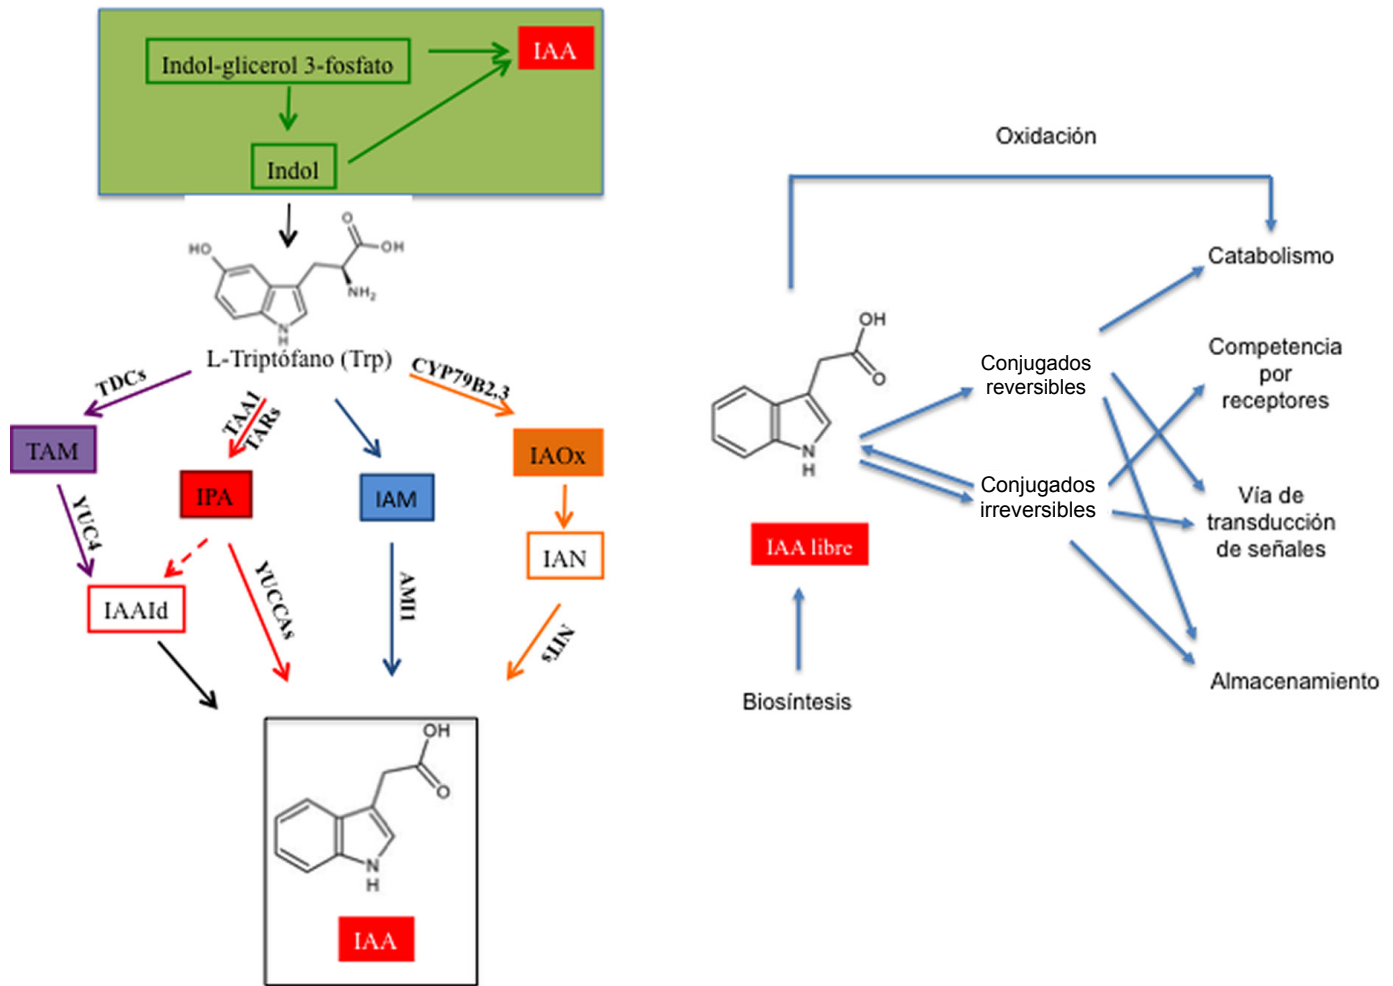 Indol-glicerol 3-fosfato
IAA
Indol
HO
O
OH
NH2
N
H
L-Triptófano (Trp)
TDCs
TAA1
TARs
CYP79B2,3
TAM
IPA
IAM
IAOx
YUC4
YUCCAs
AMI1
IAN
NITs
IAAId
OH
O
N
H
IAA
Oxidación
Catabolismo
OH
O
N
H
Conjugados
reversibles
Competencia
por
receptores
Conjugados
irreversibles
Vía de
transducción
de señales
IAA libre
Almacenamiento
Biosíntesis